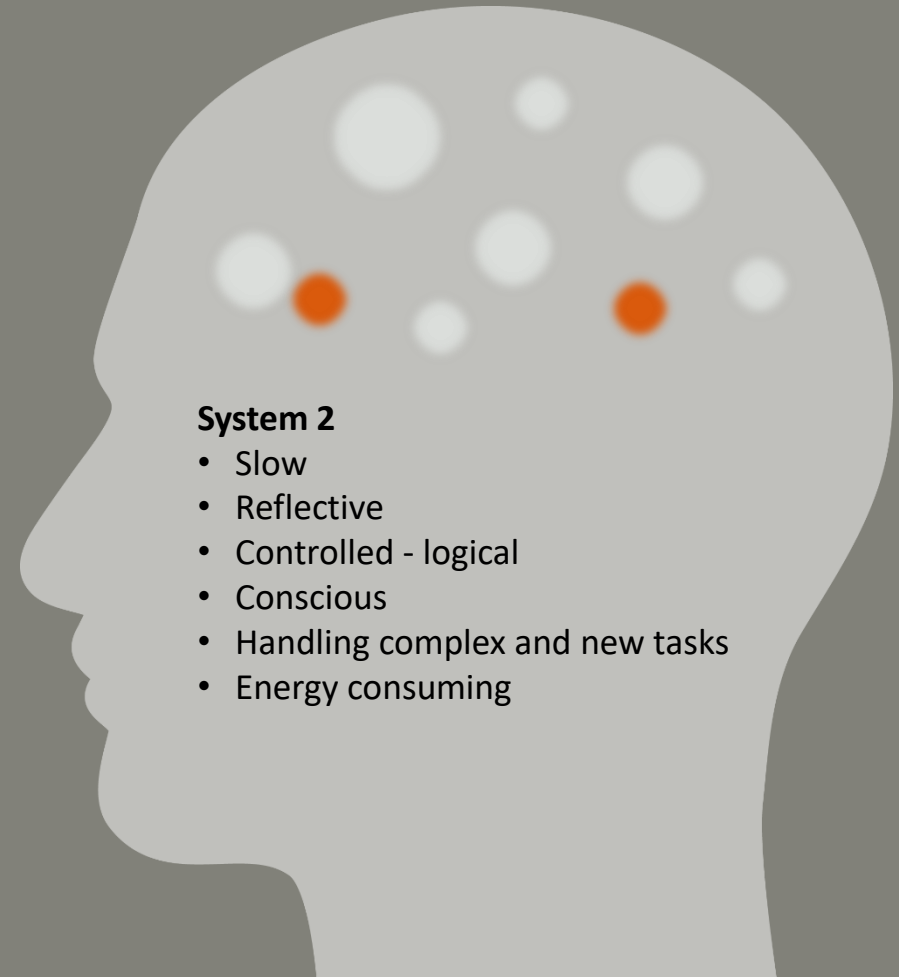 System 2
• Slow
• Reflective
• Controlled - logical
• Conscious
• Handling complex and new tasks
• Energy consuming